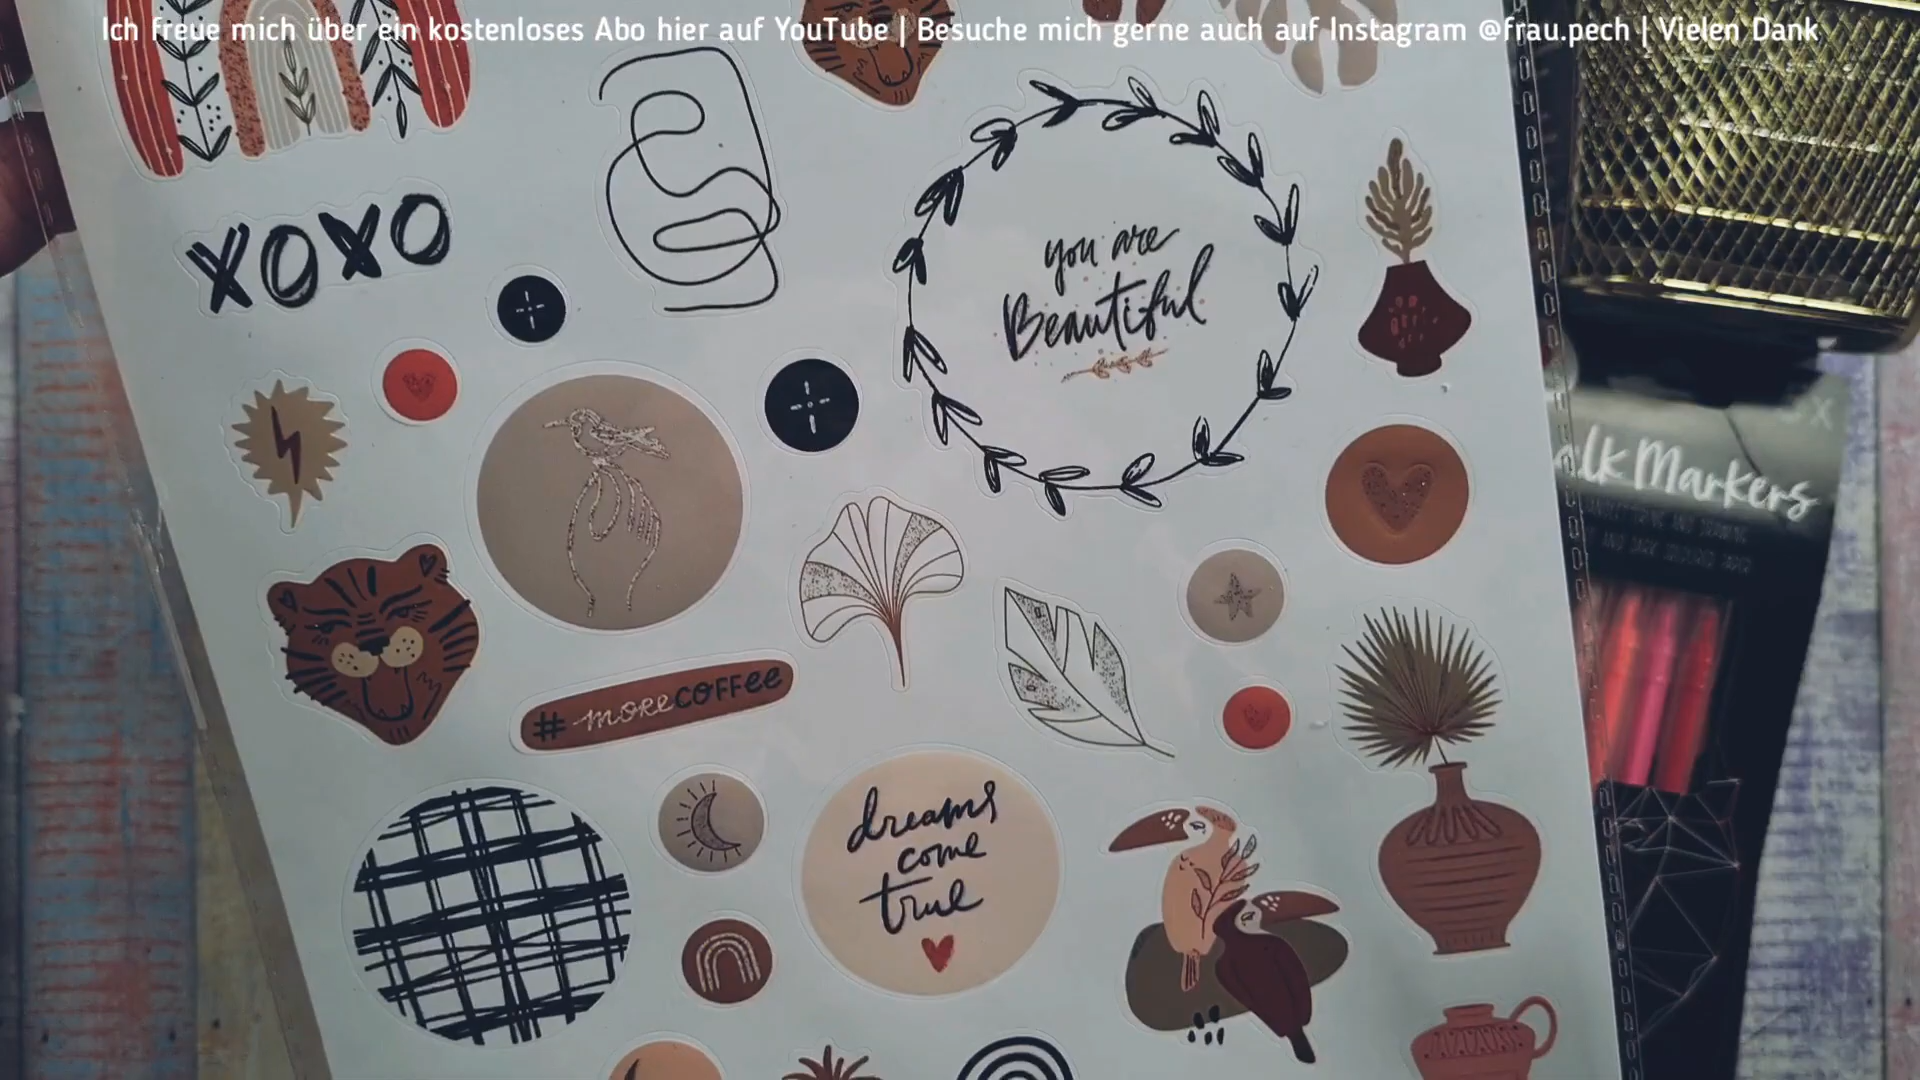 Ich freue mich über ein kostenloses Abo hier auf YouTube | Besuche mich gerne auch auf Instagram @frau.pech | Vielen Dank
XOXO
you are
Beautiful
#morecoffee
dreams
come
true
lk Markers